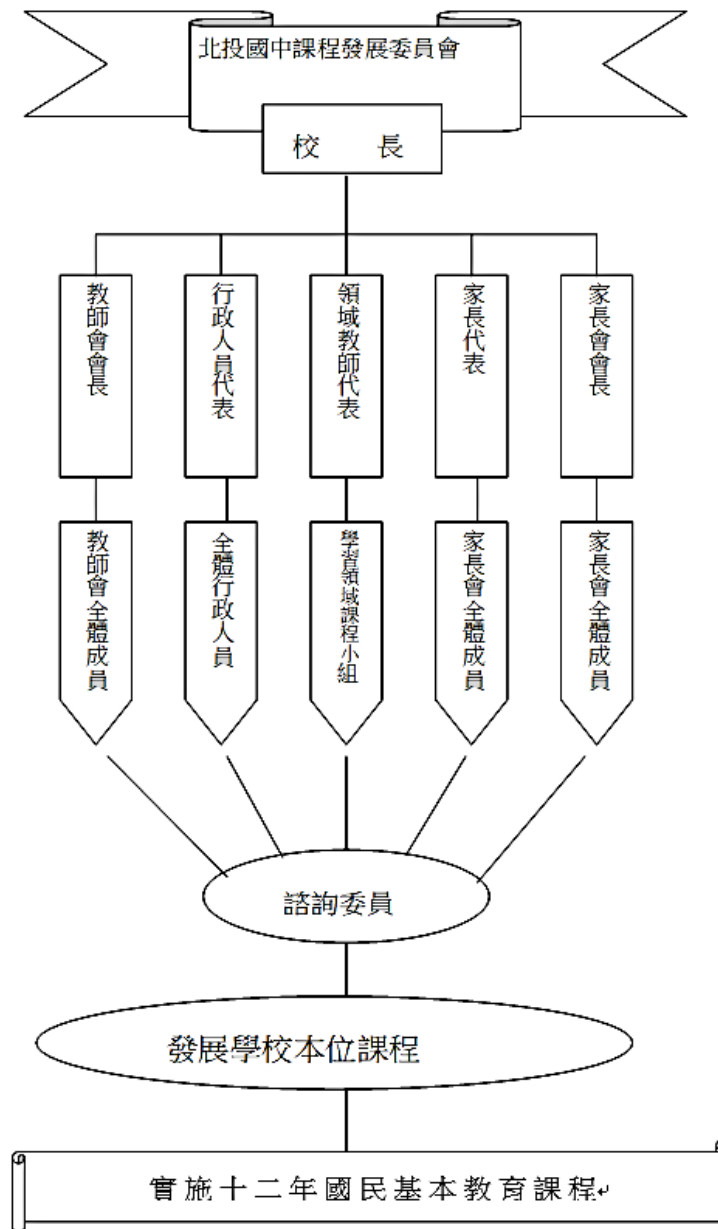 北投國中課程發展委員會
校 長
教師會會長
行政人員代表
領域教師代表
家長代表
家長會會長
教師會全體成員
全體行政人員
學習領域課程小組
家長會全體成員
家長會全體成員
諮詢委員
發展學校本位課程
實施十二年國民基本教育課程